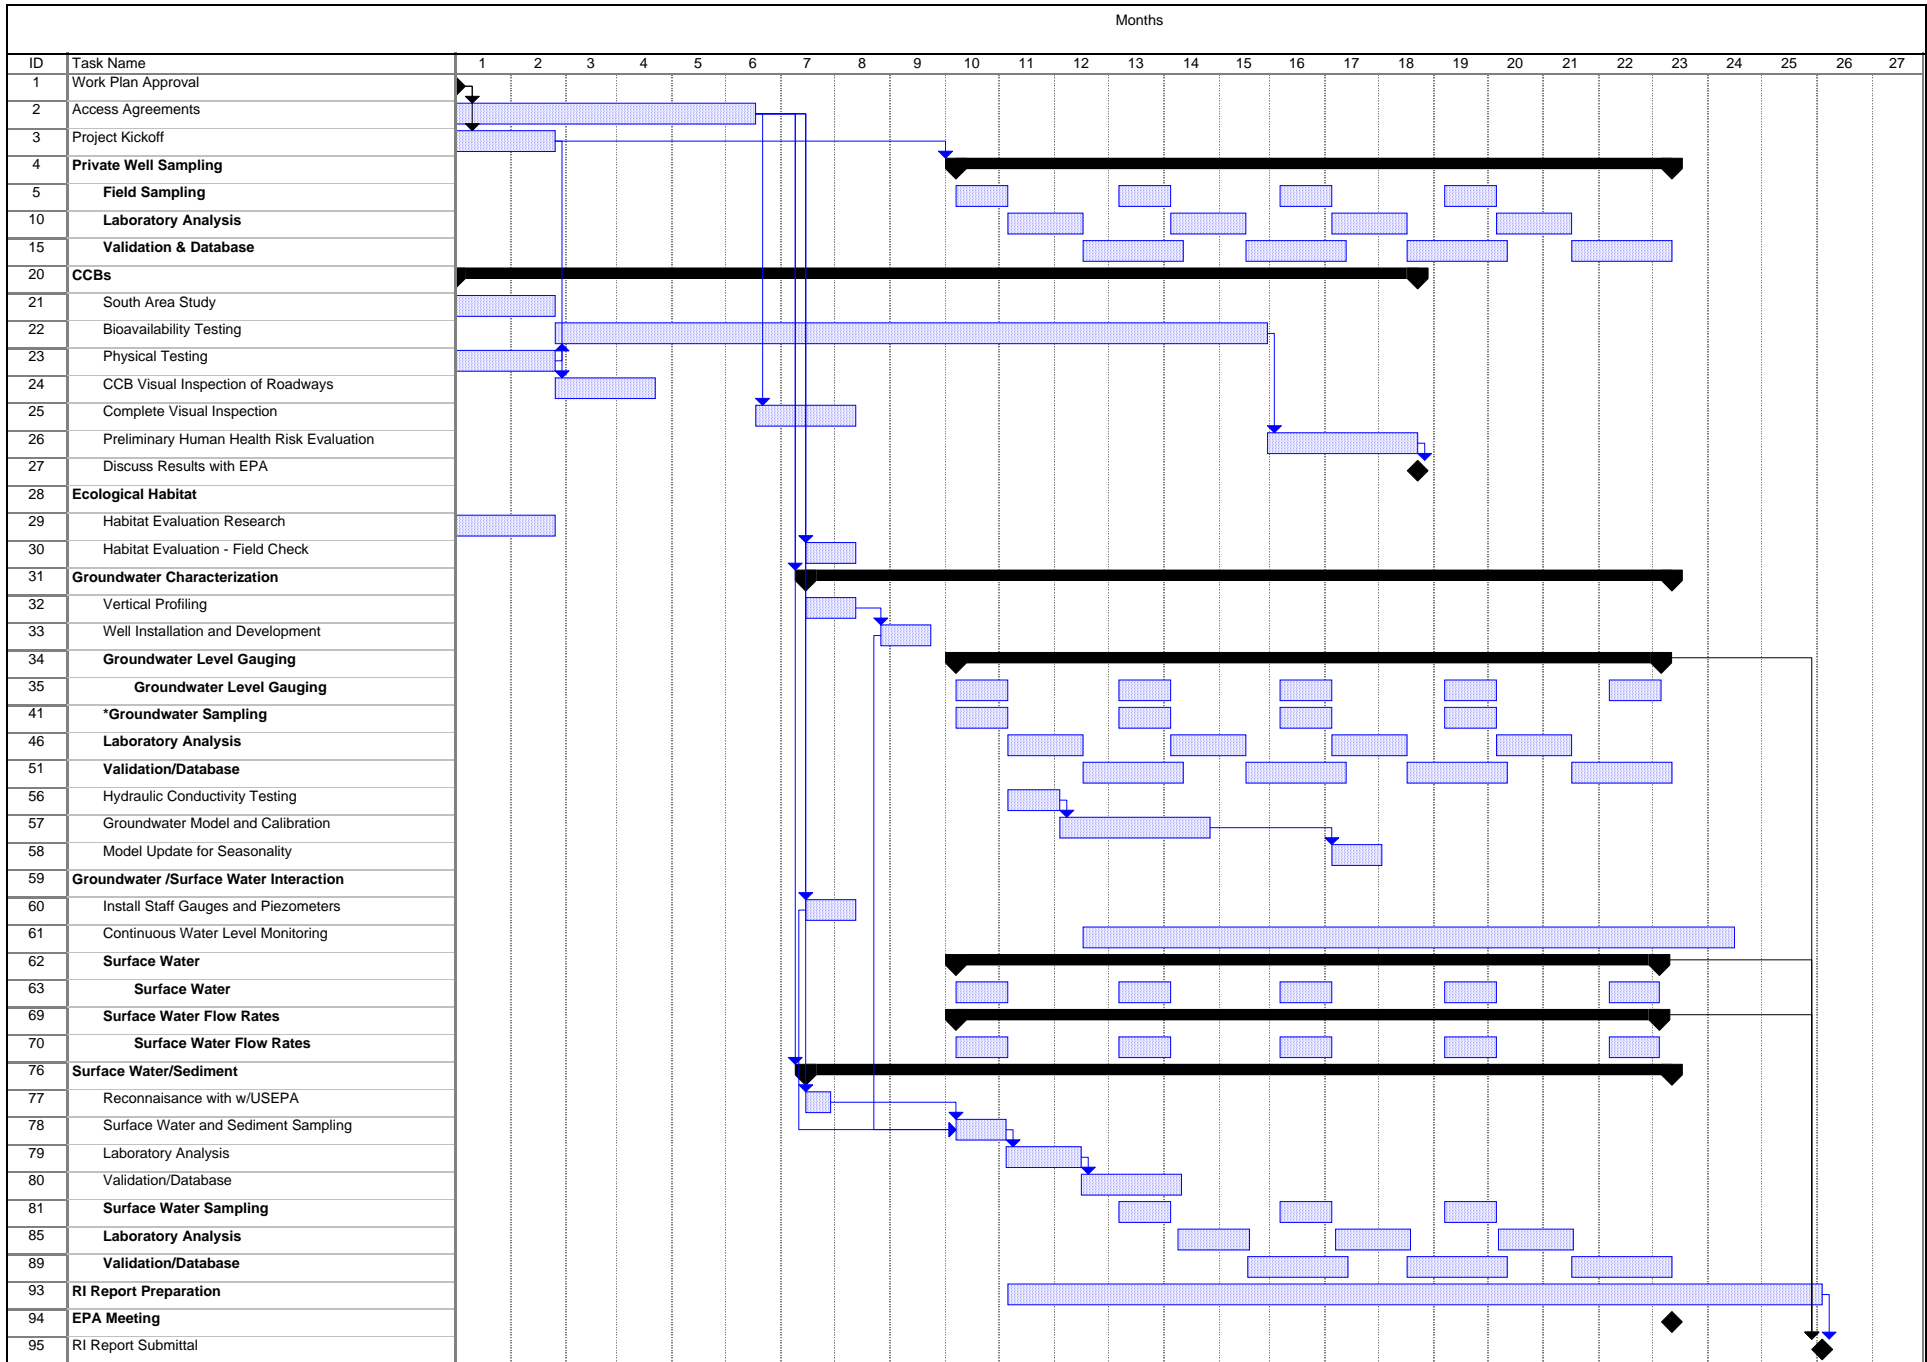 Months
ID Task Name 1 2 3 4 5 6 7 8 9 10 11 12 13 14 15 16 17 18 19 20 21 22 23 24 25 26 27
1 Work Plan Approval
2 Access Agreements
3 Project Kickoff
4 Private Well Sampling
5 Field Sampling
10 Laboratory Analysis
15 Validation & Database
20 CCBs
21 South Area Study
22 Bioavailability Testing
23 Physical Testing
24 CCB Visual Inspection of Roadways
25 Complete Visual Inspection
26 Preliminary Human Health Risk Evaluation
27 Discuss Results with EPA
28 Ecological Habitat
29 Habitat Evaluation Research
30 Habitat Evaluation - Field Check
31 Groundwater Characterization
32 Vertical Profiling
33 Well Installation and Development
34 Groundwater Level Gauging
35 Groundwater Level Gauging
41 *Groundwater Sampling
46 Laboratory Analysis
51 Validation/Database
56 Hydraulic Conductivity Testing
57 Groundwater Model and Calibration
58 Model Update for Seasonality
59 Groundwater /Surface Water Interaction
60 Install Staff Gauges and Piezometers
61 Continuous Water Level Monitoring
62 Surface Water
63 Surface Water
69 Surface Water Flow Rates
70 Surface Water Flow Rates
76 Surface Water/Sediment
77 Reconnaisance with w/USEPA
78 Surface Water and Sediment Sampling
79 Laboratory Analysis
80 Validation/Database
81 Surface Water Sampling
85 Laboratory Analysis
89 Validation/Database
93 RI Report Preparation
94 EPA Meeting
95 RI Report Submittal